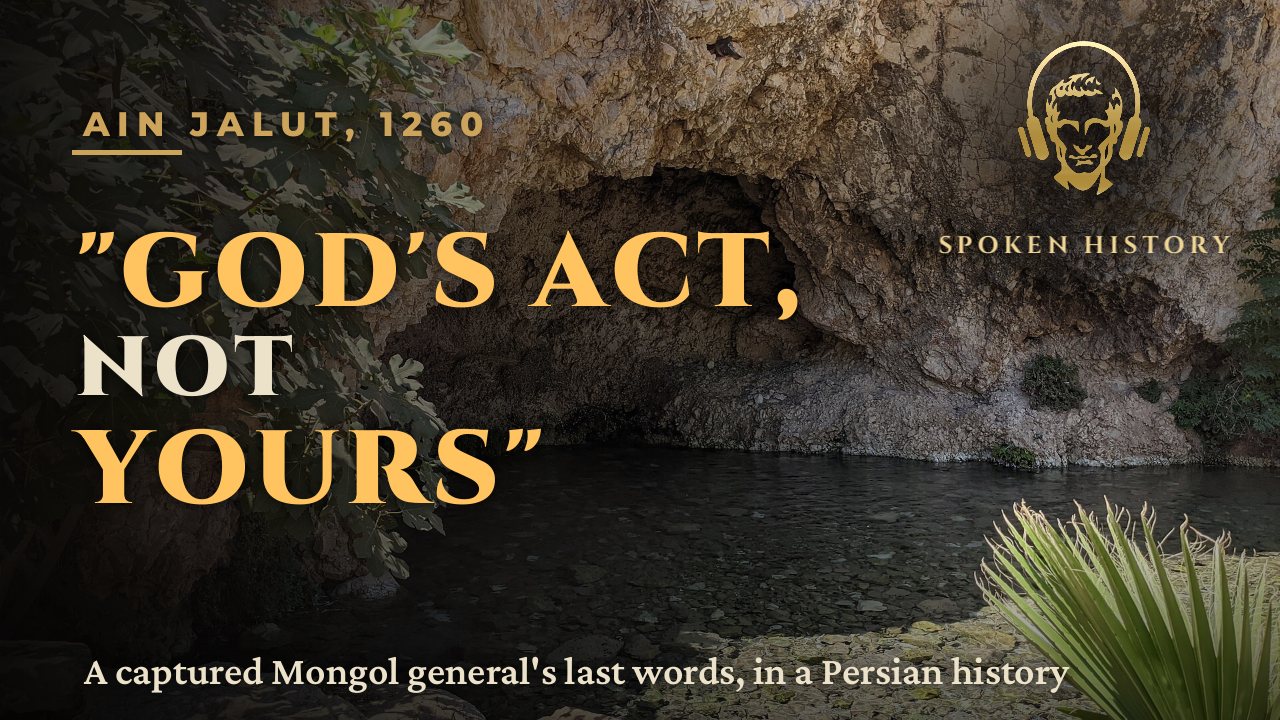 AIN JALUT, 1260
SPOKEN HISTORY
"GOD'S ACT,
NOT
YOURS"
A captured Mongol general's last words, in a Persian history